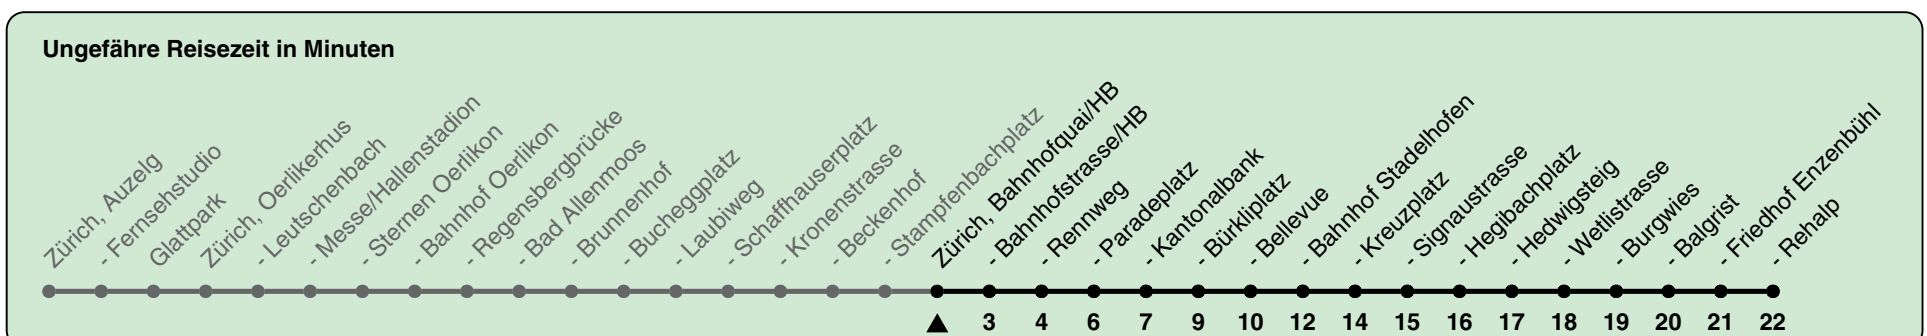 Ungefähre Reisezeit in Minuten
Zürich, Auzelg
- Fernsehstudio
Glattpark
Zürich, Oerlikerhus
- Leutschenbach
- Messe/Hallenstadion
- Sternen Oerlikon
- Bahnhof Oerlikon
- Regensbergbrücke
- Bad Allenmoos
- Brunnenhof
- Bucheggplatz
- Laubiweg
- Schaffhauserplatz
- Kronenstrasse
- Beckenhof
- Stampfenbachplatz
Zürich, Bahnhofquai/HB
- Bahnhofstrasse/HB
- Rennweg
- Paradeplatz
- Kantonalbank
- Bürkliplatz
- Bellevue
- Bahnhof Stadelhofen
- Kreuzplatz
- Signaustrasse
- Hegibachplatz
- Hedwigsteig
- Wetlistrasse
- Burgwies
- Balgrist
- Friedhof Enzenbühl
- Rehalp
3 4 6 7 9 10 12 14 15 16 17 18 19 20 21 22